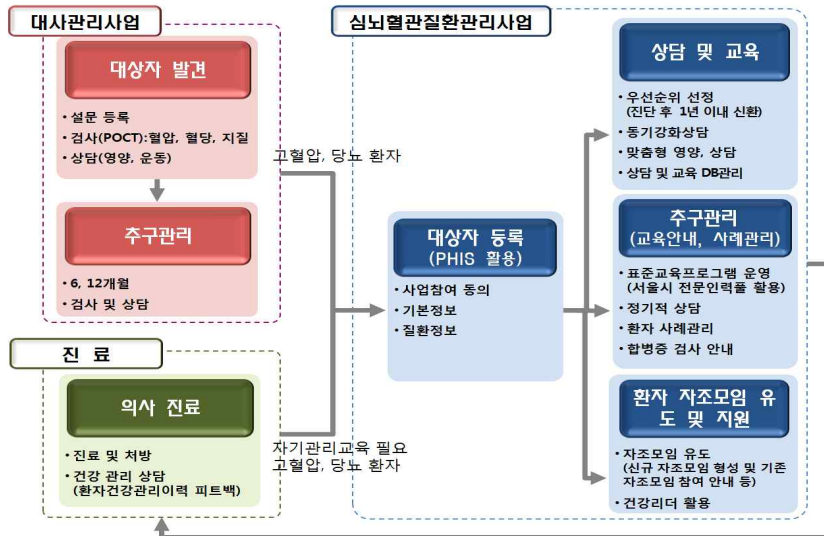 대사관리사업
대상자 발견
• 설문 등록
• 검사(POCT):혈압, 혈당, 지질
• 상담(영양, 운동)
추구관리
• 6, 12개월
• 검사 및 상담
진 료
의사 진료
• 진료 및 처방
• 건강 관리 상담
(환자건강관리이력 피트백)
고혈압, 당뇨 환자
자기관리교육 필요
고혈압, 당뇨 환자
심뇌혈관질환관리사업
대상자 등록
(PHIS 활용)
• 사업참여 동의
• 기본정보
• 질환정보
상담 및 교육
• 우선순위 선정
(진단 후 1년 이내 신환)
• 동기강화상담
• 맞춤형 영양, 상담
• 상담 및 교육 DB관리
추구관리
(교육안내, 사례관리)
• 표준교육프로그램 운영
(서울시 전문인력풀 활용)
• 정기적 상담
• 환자 사례관리
• 합병증 검사 안내
환자 자조모임 유
도 및 지원
• 자조모임 유도
(신규 자조모임 형성 및 기존
자조모임 참여 안내 등)
• 건강리더 활용